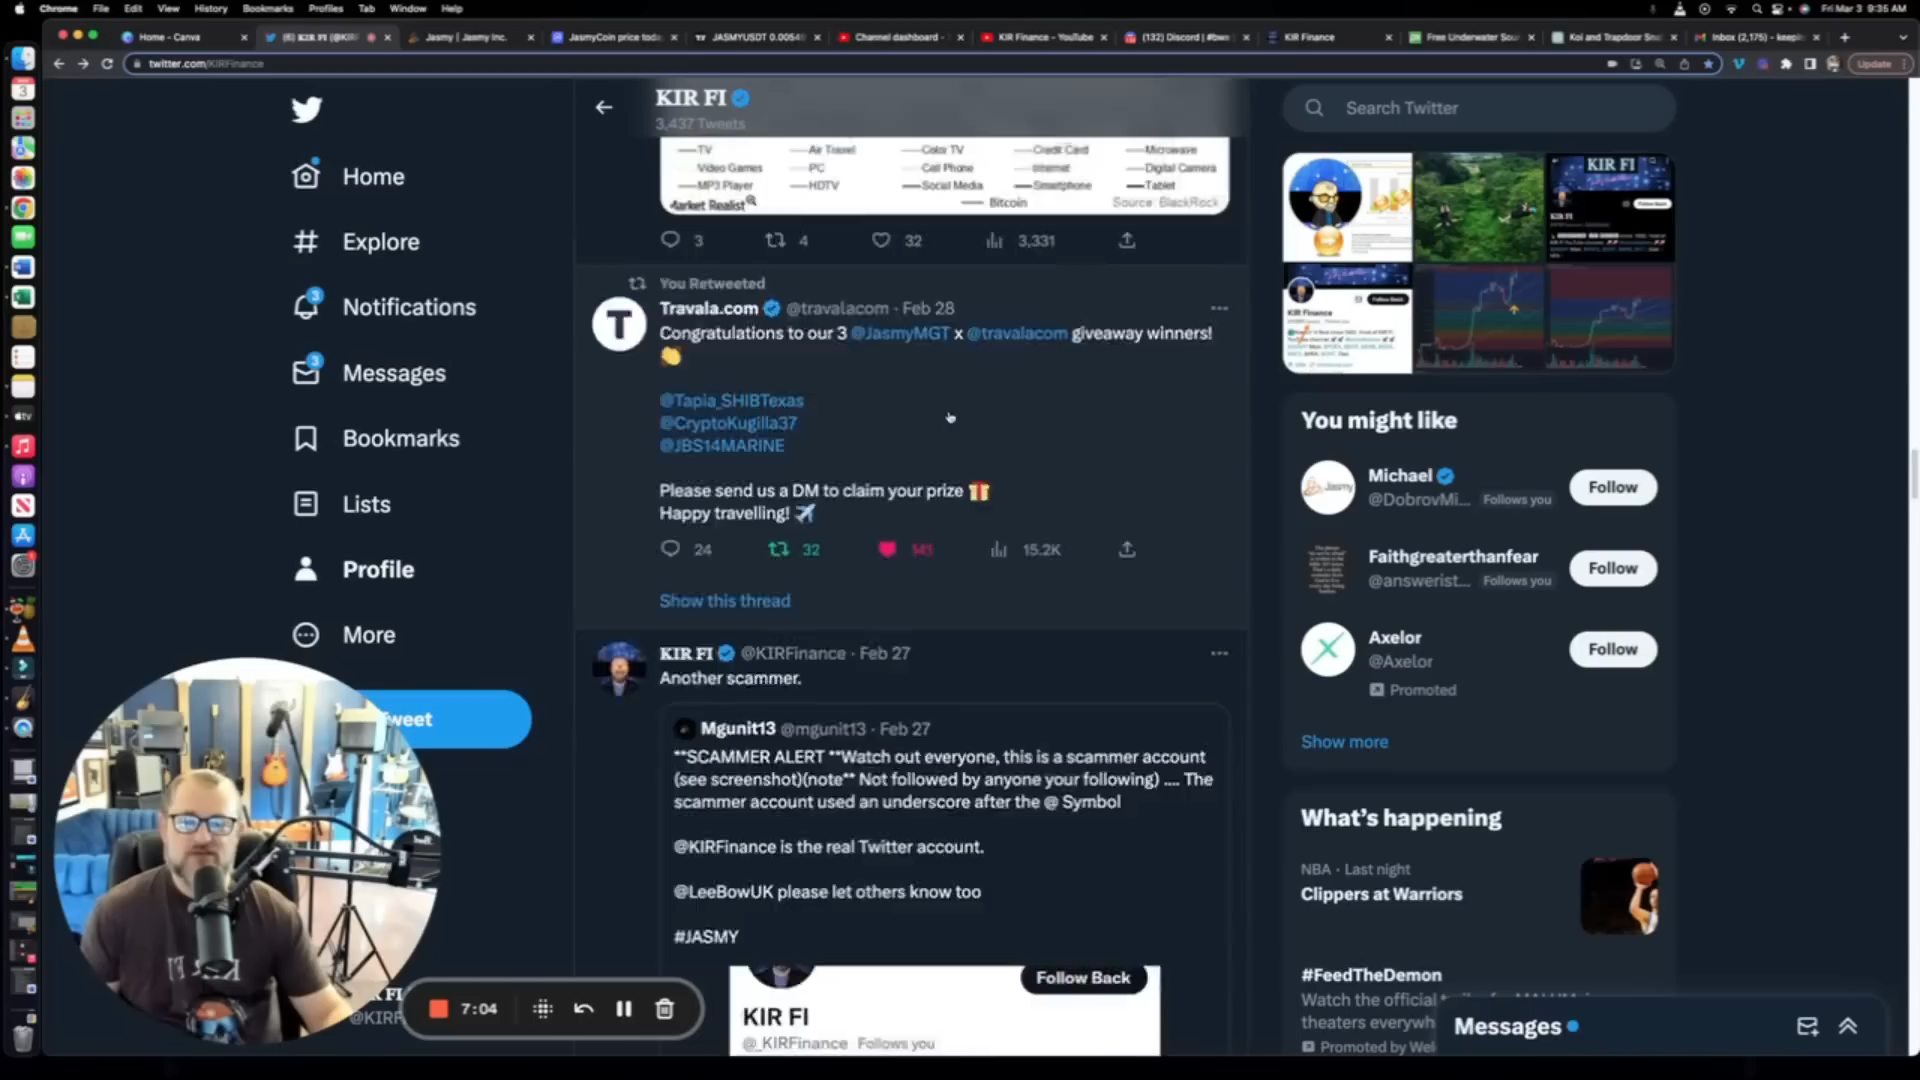 Chrome File Edit View History Bookmarks Profiles Tab Window Help
Fri Mar 3 9:35 AM
Home - Canva
Jasmy | Jasmy Inc.
JasmyCoin price toda
JASMYUSDT 0.0054
Channel dashboard -
KIR Finance - YouTube
(132) Discord | #bwe
KIR Finance
Free Underwater Sou
Koi and Trapdoor Sna
Inbox (2,175) - keepin
twitter.com/KIRFinance
Update
KIR FI
3,437 Tweets
TV Air Travel Color TV Credit Card Microwave
Video Games PC Cell Phone Internet Digital Camera
MP3 Player HDTV Social Media Smartphone Tablet
Market Realist Bitcoin Source: BlackRock
3 4 32 3,331
You Retweeted
Travala.com @travalacom · Feb 28
Congratulations to our 3 @JasmyMGT x @travalacom giveaway winners!
👏
@Tapia_SHIBTexas
@CryptoKugilla37
@JBS14MARINE
Please send us a DM to claim your prize 🎁
Happy travelling! ✈️
24 32 141 15.2K
Show this thread
KIR FI @KIRFinance · Feb 27
Another scammer.
Mgunit13 @mgunit13 · Feb 27
**SCAMMER ALERT **Watch out everyone, this is a scammer account
(see screenshot)(note** Not followed by anyone your following) .... The
scammer account used an underscore after the @ Symbol
@KIRFinance is the real Twitter account.
@LeeBowUK please let others know too
#JASMY
Follow Back
KIR FI
@_KIRFinance Follows you
Home
Explore
3
Notifications
3
Messages
Bookmarks
Lists
Profile
More
Tweet
7:04
Search Twitter
KIR FI
KIR Finance
You might like
Michael
@DobrovMi... Follows you
Follow
Faithgreaterthanfear
@answerist... Follows you
Follow
Axelor
@Axelor
Promoted
Follow
Show more
What's happening
NBA · Last night
Clippers at Warriors
#FeedTheDemon
Watch the official
theaters everywh
Promoted by Wel
Messages